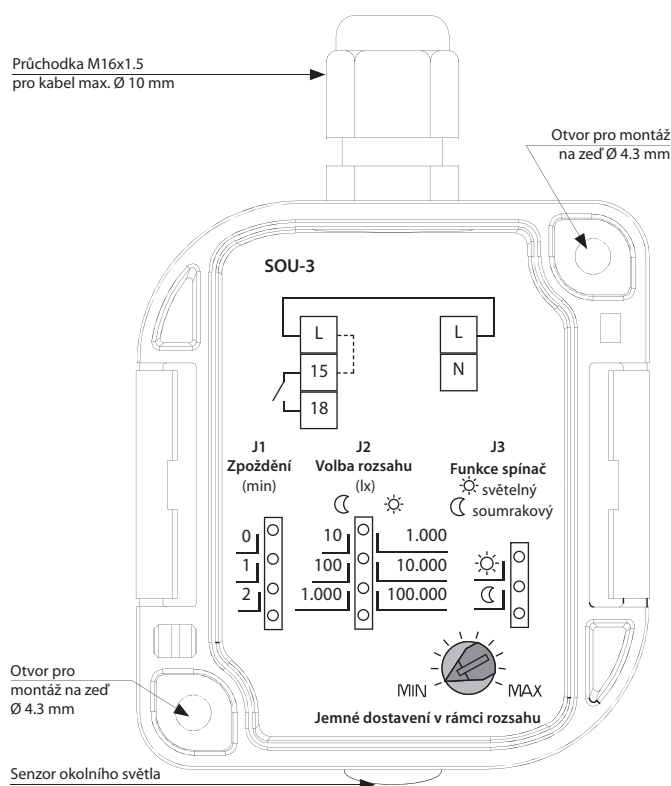 Průchodka M16x1.5
pro kabel max. Ø 10 mm
Otvor pro montáž
na zeď Ø 4.3 mm
SOU-3
L
15
18
L
N
J1
Zpoždění
(min)
J2
Volba rozsahu
(lx)
J3
Funkce spínač
světelný
soumrakový
0
1
2
10 1.000
100 10.000
1.000 100.000
MIN MAX
Jemné dostavení v rámci rozsahu
Otvor pro
montáž na zeď
Ø 4.3 mm
Senzor okolního světla